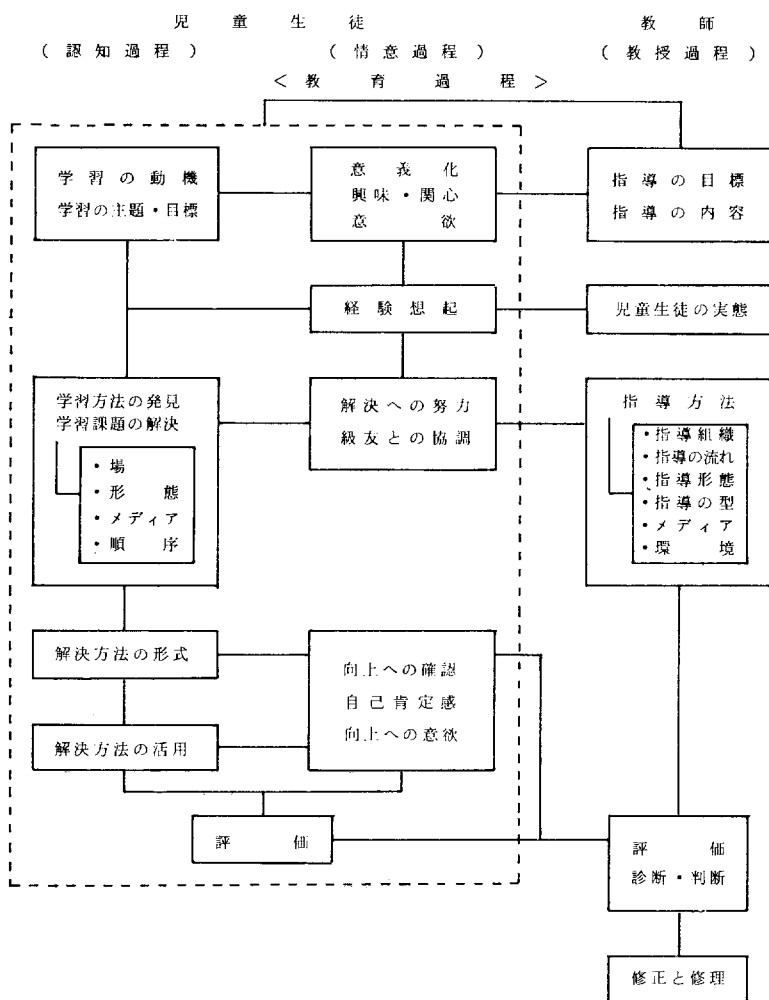 児童生徒 教師
(認知過程) (情意過程) (教授過程)
<教育過程>
学習の動機
学習の主題・目標
意義化
興味・関心
意欲
指導の目標
指導の内容
経験想起
児童生徒の実態
学習方法の発見
学習課題の解決
・場
・形態
・メディア
・順序
解決への努力
級友との協調
指導方法
・指導組織
・指導の流れ
・指導形態
・指導の型
・メディア
・環境
解決方法の形式
解決方法の活用
向上への確認
自己肯定感
向上への意欲
評価
評価
診断・判断
修正と修理